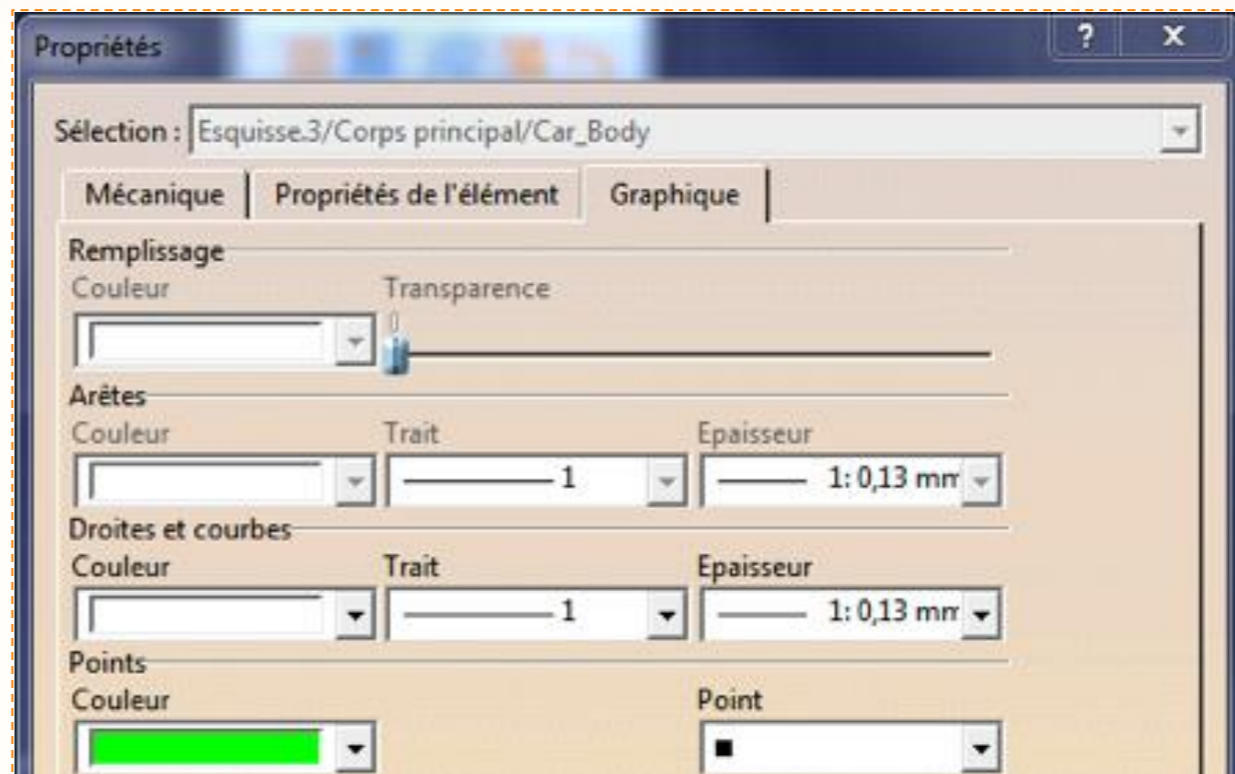 Propriétés ? X
Sélection : Esquisse.3/Corps principal/Car_Body
Mécanique Propriétés de l'élément Graphique
Remplissage
Couleur Transparence
Arêtes
Couleur Trait Epaisseur
1 1: 0,13 mm
Droites et courbes
Couleur Trait Epaisseur
1 1: 0,13 mm
Points
Couleur Point